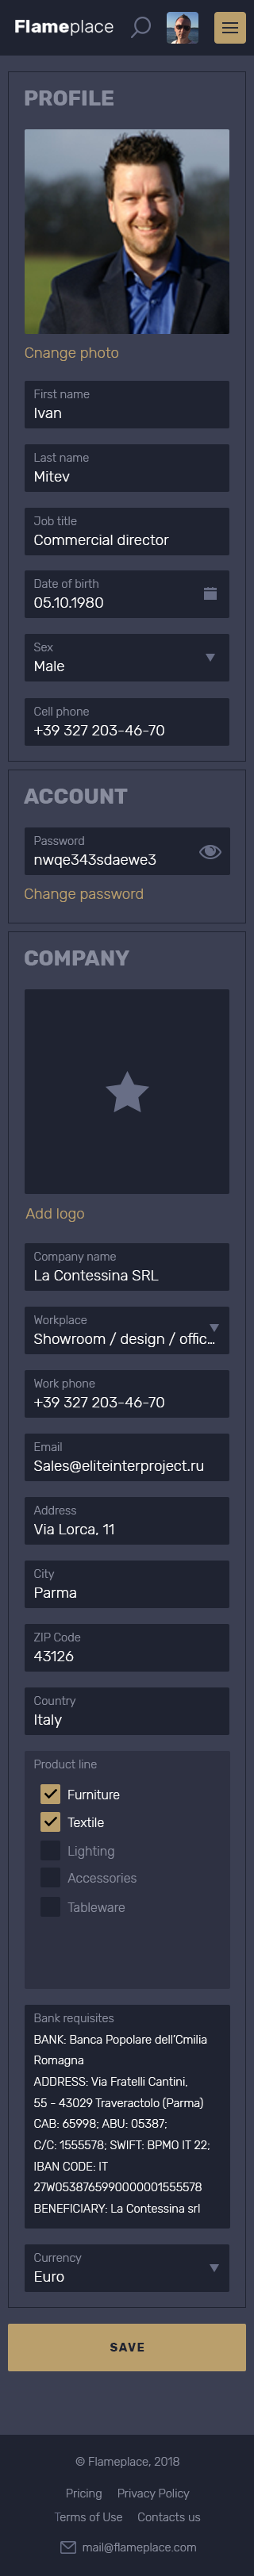 Flameplace
PROFILE
Cnange photo
First name
Ivan
Last name
Mitev
Job title
Commercial director
Date of birth
05.10.1980
Sex
Male
Cell phone
+39 327 203-46-70
ACCOUNT
Password
nwqe343sdaewe3
Change password
COMPANY
Add logo
Company name
La Contessina SRL
Workplace
Showroom / design / offic...
Work phone
+39 327 203-46-70
Email
Sales@eliteinterproject.ru
Address
Via Lorca, 11
City
Parma
ZIP Code
43126
Country
Italy
Product line
Furniture
Textile
Lighting
Accessories
Tableware
Bank requisites
BANK: Banca Popolare dell'Cmilia
Romagna
ADDRESS: Via Fratelli Cantini,
55 - 43029 Traveractolo (Parma)
CAB: 65998; ABU: 05387;
C/C: 1555578; SWIFT: BPMO IT 22;
IBAN CODE: IT
27W0538765990000001555578
BENEFICIARY: La Contessina srl
Currency
Euro
SAVE
© Flameplace, 2018
Pricing Privacy Policy
Terms of Use Contacts us
mail@flameplace.com